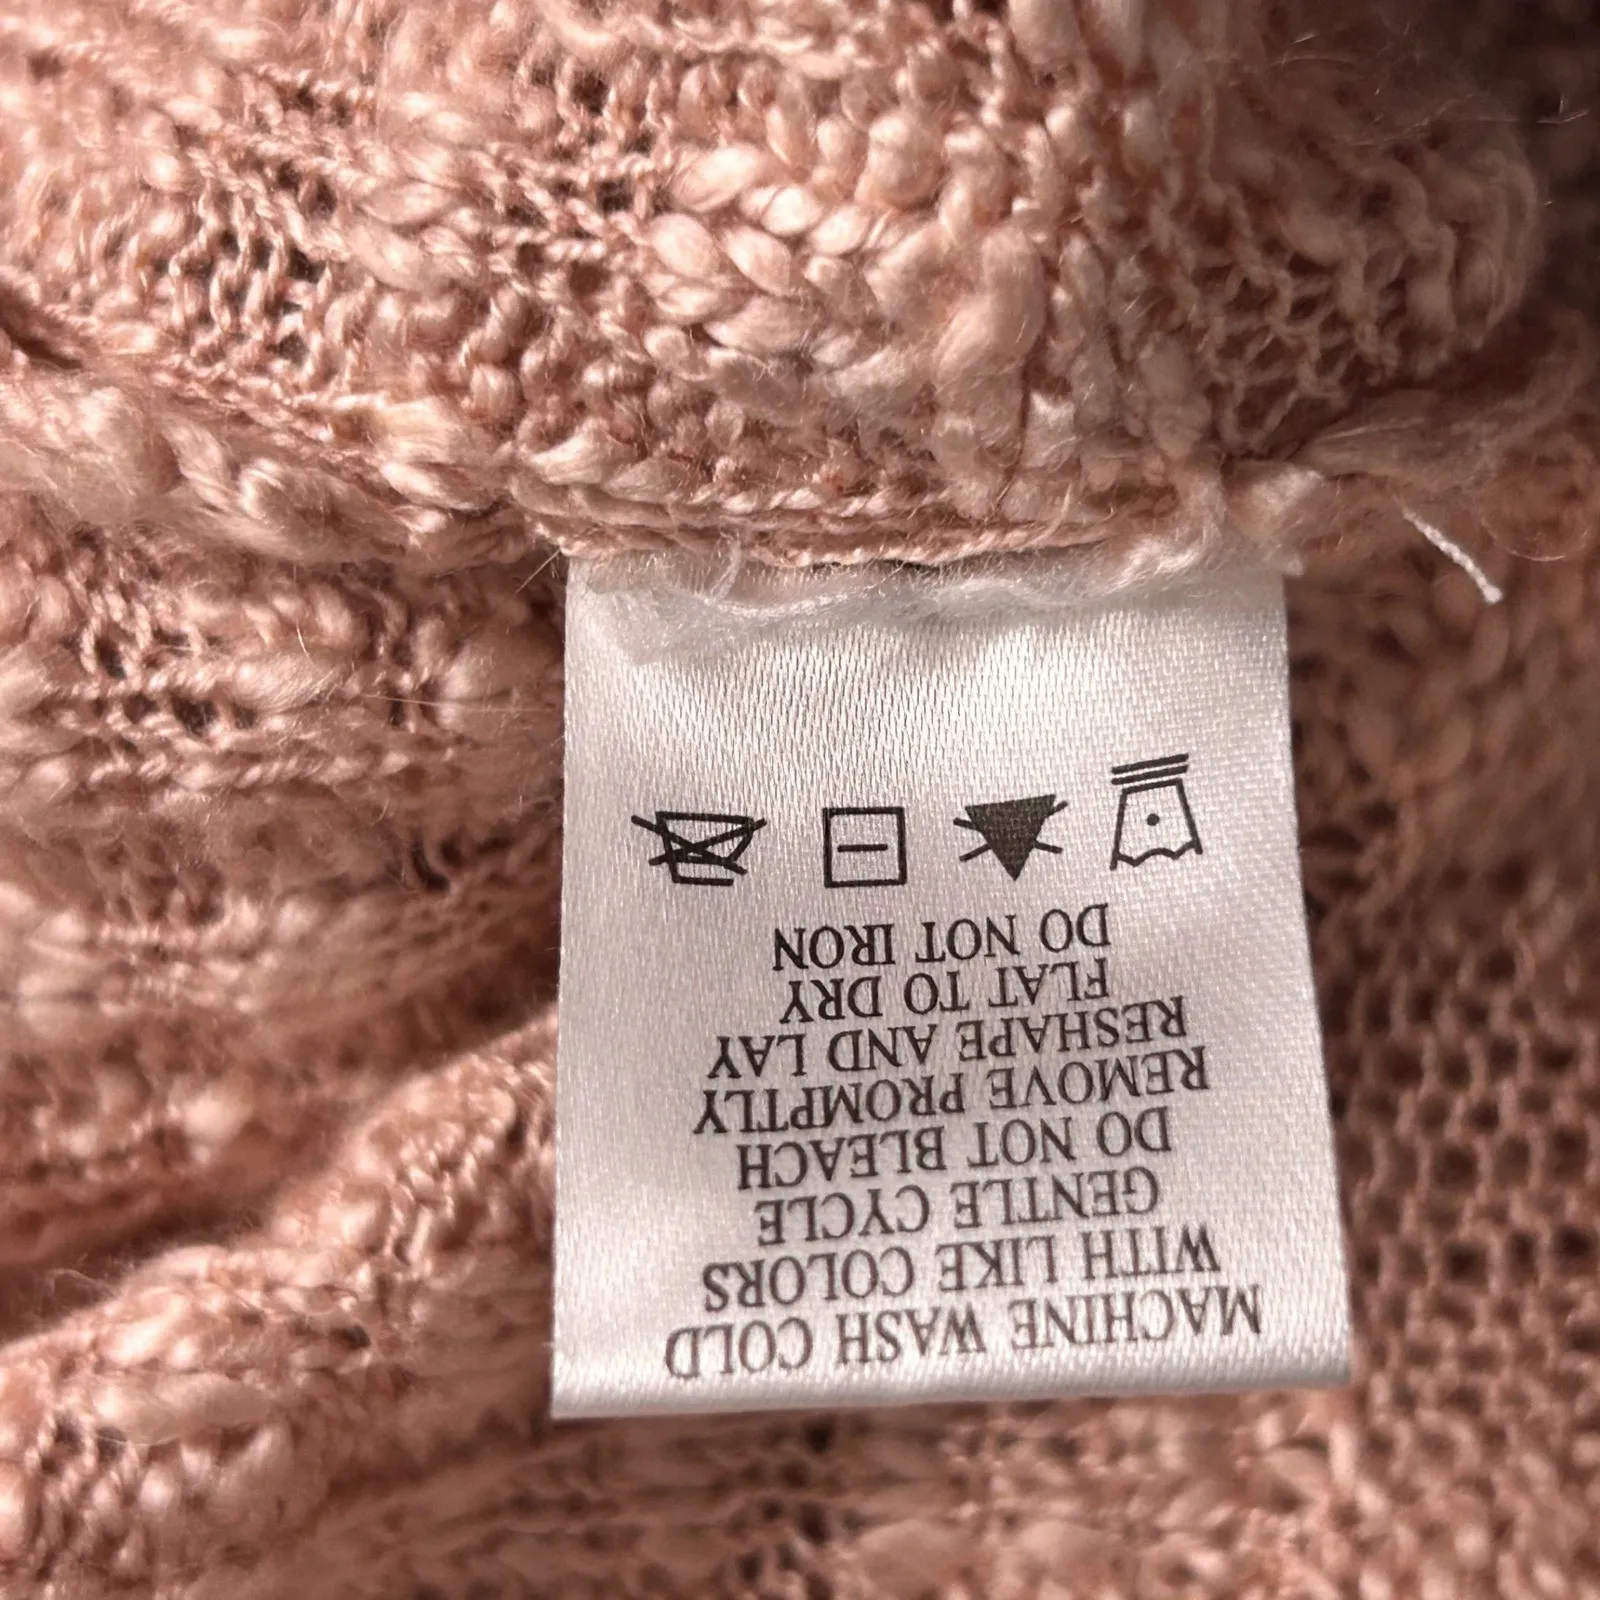 MACHINE WASH COLD
WITH LIKE COLORS
GENTLE CYCLE
DO NOT BLEACH
REMOVE PROMPTLY
RESHAPE AND LAY
FLAT TO DRY
DO NOT IRON